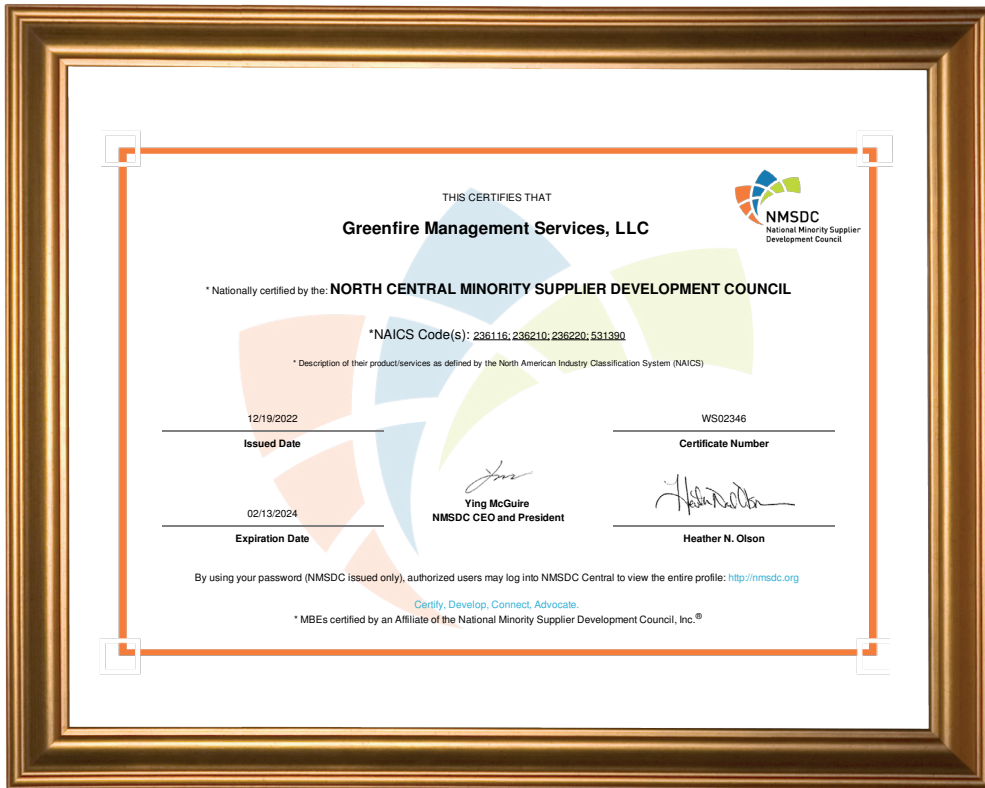 THIS CERTIFIES THAT
NMSDC
National Minority Supplier
Development Council
Greenfire Management Services, LLC
* Nationally certified by the: NORTH CENTRAL MINORITY SUPPLIER DEVELOPMENT COUNCIL
*NAICS Code(s): 236116; 236210; 236220; 531390
* Description of their product/services as defined by the North American Industry Classification System (NAICS)
12/19/2022
Issued Date
WS02346
Certificate Number
Ying McGuire
NMSDC CEO and President
02/13/2024
Expiration Date
Heather N. Olson
By using your password (NMSDC issued only), authorized users may log into NMSDC Central to view the entire profile: http://nmsdc.org
Certify, Develop, Connect, Advocate.
* MBEs certified by an Affiliate of the National Minority Supplier Development Council, Inc.®